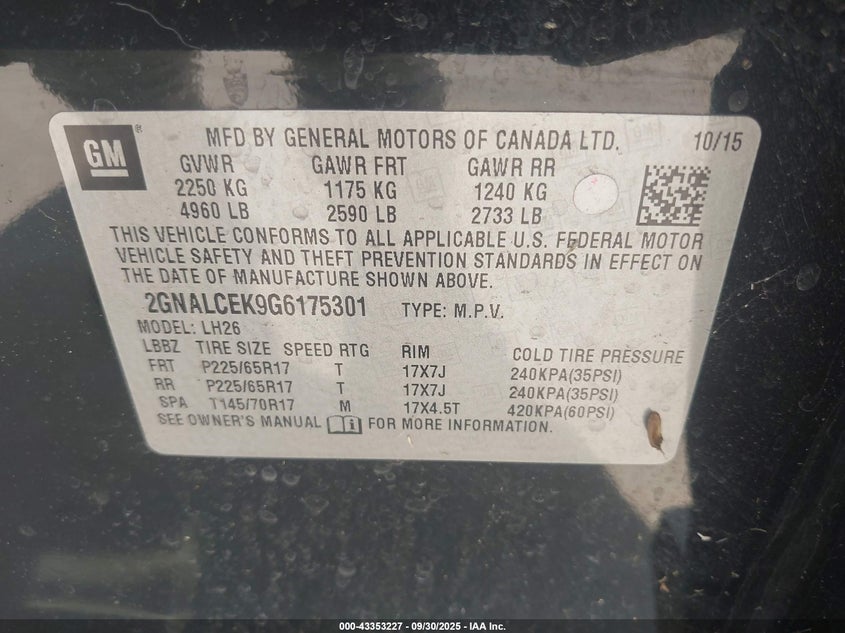 GM ®
MFD BY GENERAL MOTORS OF CANADA LTD. 10/15
GVWR GAWR FRT GAWR RR
2250 KG 1175 KG 1240 KG
4960 LB 2590 LB 2733 LB
THIS VEHICLE CONFORMS TO ALL APPLICABLE U.S. FEDERAL MOTOR
VEHICLE SAFETY AND THEFT PREVENTION STANDARDS IN EFFECT ON
THE DATE OF MANUFACTURE SHOWN ABOVE.
2GNALCEK9G6175301 TYPE: M.P.V.
MODEL: LH26
LBBZ TIRE SIZE SPEED RTG RIM COLD TIRE PRESSURE
FRT P225/65R17 T 17X7J 240KPA(35PSI)
RR P225/65R17 T 17X7J 240KPA(35PSI)
SPA T145/70R17 M 17X4.5T 420KPA(60PSI)
SEE OWNER'S MANUAL i FOR MORE INFORMATION.
000-43353227 - 09/30/2025 - IAA Inc.